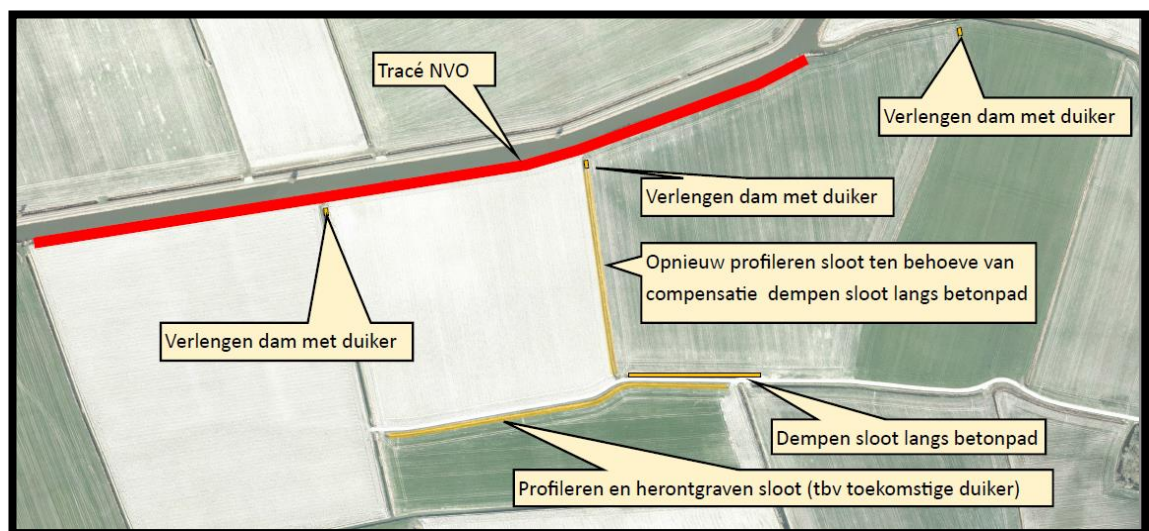 Tracé NVO
Verlengen dam met duiker
Verlengen dam met duiker
Opnieuw profileren sloot ten behoeve van
compensatie dempen sloot langs betonpad
Verlengen dam met duiker
Dempen sloot langs betonpad
Profileren en herontgraven sloot (tbv toekomstige duiker)